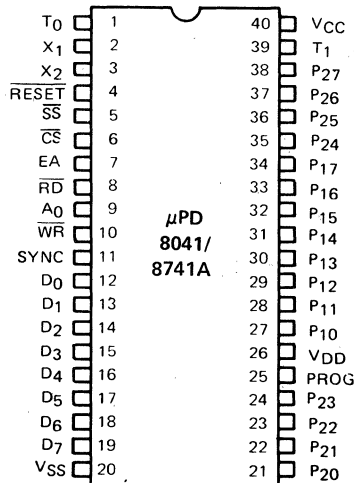 T0 1 40 VCC
X1 2 39 T1
X2 3 38 P27
RESET 4 37 P26
SS 5 36 P25
CS 6 35 P24
EA 7 34 P17
RD 8 33 P16
A0 9 32 P15
WR 10 31 P14
SYNC 11 30 P13
D0 12 29 P12
D1 13 28 P11
D2 14 27 P10
D3 15 26 VDD
D4 16 25 PROG
D5 17 24 P23
D6 18 23 P22
D7 19 22 P21
VSS 20 21 P20
μPD
8041/
8741A